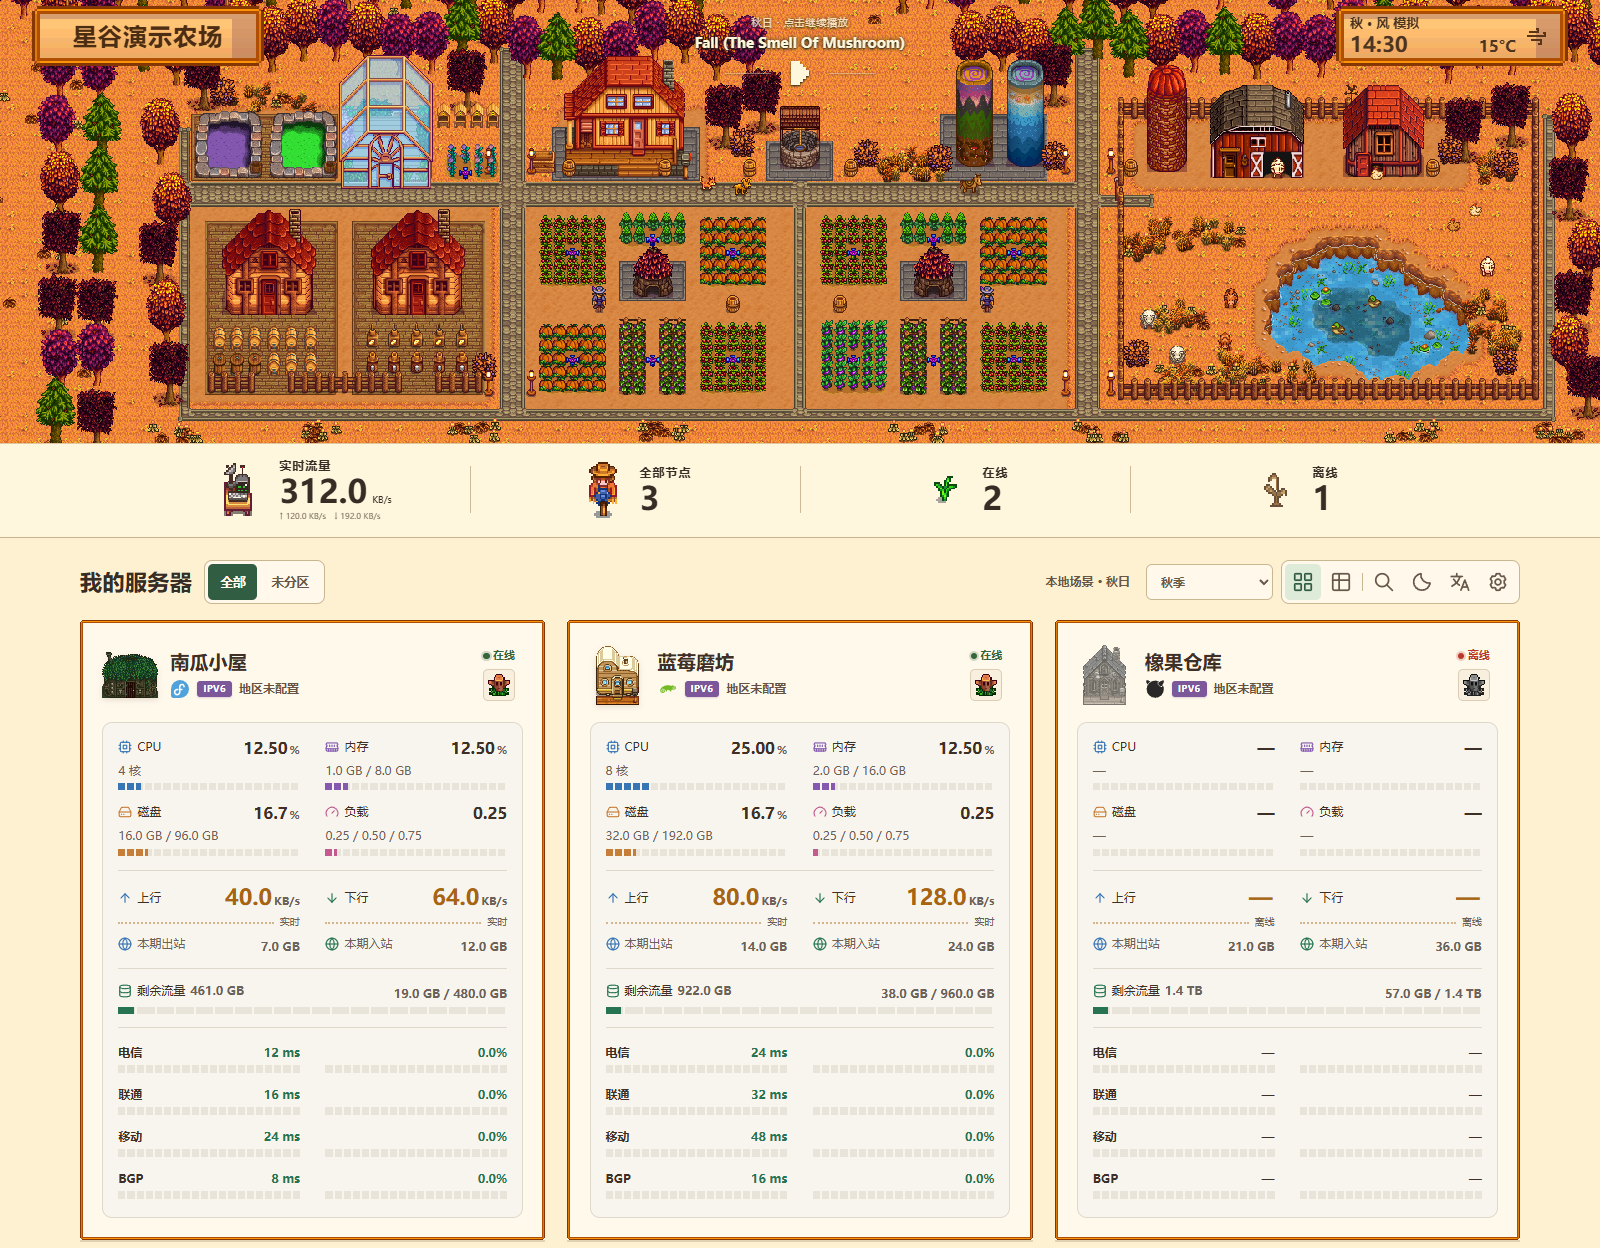 星谷演示农场
秋日 · 点击继续播放
Fall (The Smell Of Mushroom)
秋 • 风 模拟
14:30
15°C
实时流量
312.0 KB/s
↑ 120.0 KB/s ↓ 192.0 KB/s
全部节点
3
在线
2
离线
1
我的服务器
全部
未分区
本地场景 • 秋日
秋季
南瓜小屋
在线
IPV6 地区未配置
CPU 12.50 %
4 核
内存 12.50 %
1.0 GB / 8.0 GB
磁盘 16.7 %
16.0 GB / 96.0 GB
负载 0.25
0.25 / 0.50 / 0.75
↑ 上行 40.0 KB/s
实时
↓ 下行 64.0 KB/s
实时
本期出站 7.0 GB
本期入站 12.0 GB
剩余流量 461.0 GB
19.0 GB / 480.0 GB
电信 12 ms 0.0%
联通 16 ms 0.0%
移动 24 ms 0.0%
BGP 8 ms 0.0%
蓝莓磨坊
在线
IPV6 地区未配置
CPU 25.00 %
8 核
内存 12.50 %
2.0 GB / 16.0 GB
磁盘 16.7 %
32.0 GB / 192.0 GB
负载 0.25
0.25 / 0.50 / 0.75
↑ 上行 80.0 KB/s
实时
↓ 下行 128.0 KB/s
实时
本期出站 14.0 GB
本期入站 24.0 GB
剩余流量 922.0 GB
38.0 GB / 960.0 GB
电信 24 ms 0.0%
联通 32 ms 0.0%
移动 48 ms 0.0%
BGP 16 ms 0.0%
橡果仓库
离线
IPV6 地区未配置
CPU —
—
内存 —
—
磁盘 —
—
负载 —
—
↑ 上行 —
离线
↓ 下行 —
离线
本期出站 21.0 GB
本期入站 36.0 GB
剩余流量 1.4 TB
57.0 GB / 1.4 TB
电信 — —
联通 — —
移动 — —
BGP — —